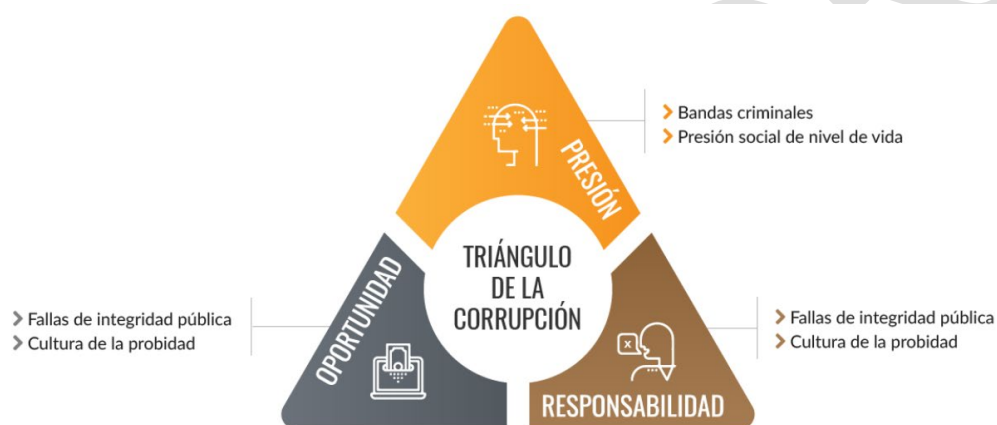 Bandas criminales
Presión social de nivel de vida
PRESIÓN
TRIÁNGULO
DE LA
CORRUPCIÓN
OPORTUNIDAD
Fallas de integridad pública
Cultura de la probidad
x
RESPONSABILIDAD
Fallas de integridad pública
Cultura de la probidad